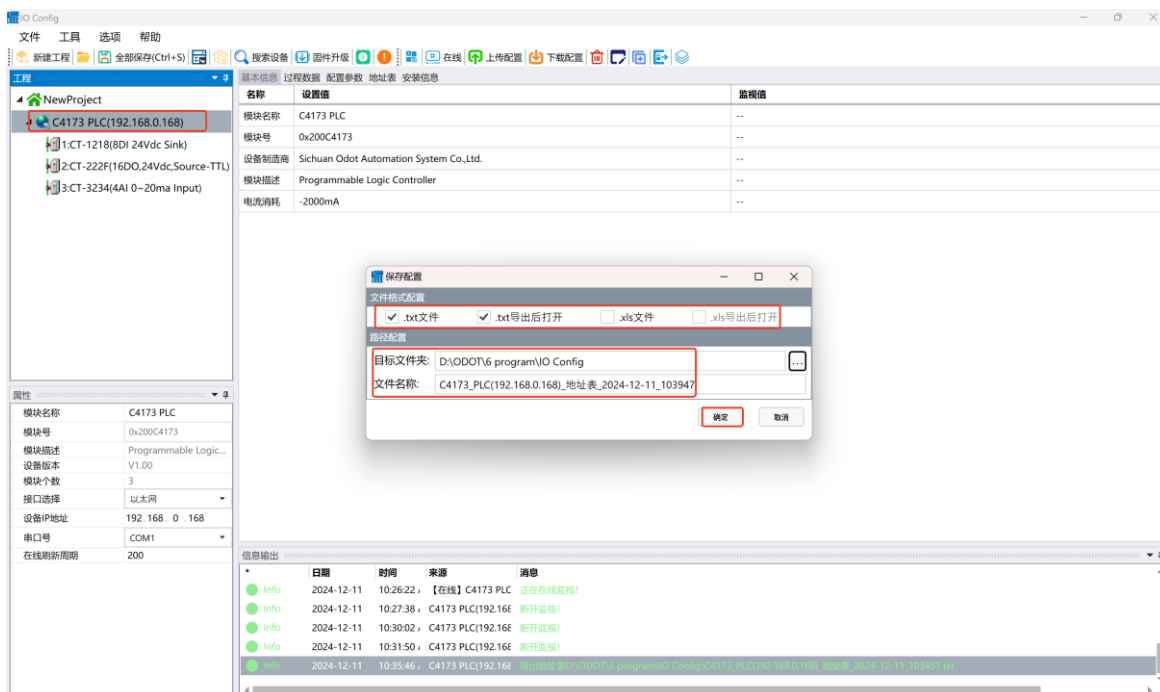 IO Config
文件 工具 选项 帮助
新建工程 全部保存(Ctrl+S) 搜索设备 固件升级 在线 上传配置 下载配置
工程
NewProject
C4173 PLC(192.168.0.168)
1:CT-1218(8DI 24Vdc Sink)
2:CT-222F(16DO,24Vdc,Source-TTL)
3:CT-3234(4AI 0~20ma Input)
基本信息 过程数据 配置参数 地址表 安装信息
名称 设置值 监视值
模块名称 C4173 PLC --
模块号 0x200C4173 --
设备制造商 Sichuan Odot Automation System Co.,Ltd. --
模块描述 Programmable Logic Controller --
电流消耗 -2000mA --
保存配置
文件格式配置
.txt文件 .txt导出后打开 .xls文件 .xls导出后打开
路径配置
目标文件夹: D:\ODOT\6 program\IO Config ...
文件名称: C4173_PLC(192.168.0.168)_地址表_2024-12-11_103947
确定 取消
属性
模块名称 C4173 PLC
模块号 0x200C4173
模块描述 Programmable Logic...
设备版本 V1.00
模块个数 3
接口选择 以太网
设备IP地址 192 .168 . 0 .168
串口号 COM1
在线刷新周期 200
信息输出
* 日期 时间 来源 消息
Info 2024-12-11 10:26:22 【在线】C4173 PLC 正在在线监视!
Info 2024-12-11 10:27:38 C4173 PLC(192.168 断开监视!
Info 2024-12-11 10:30:02 C4173 PLC(192.168 断开监视!
Info 2024-12-11 10:31:50 C4173 PLC(192.168 断开监视!
Info 2024-12-11 10:35:46 C4173 PLC(192.168 导出地址表D:\ODOT\6 program\IO Config\C4173_PLC(192.168.0.168)_地址表_2024-12-11_103451.txt